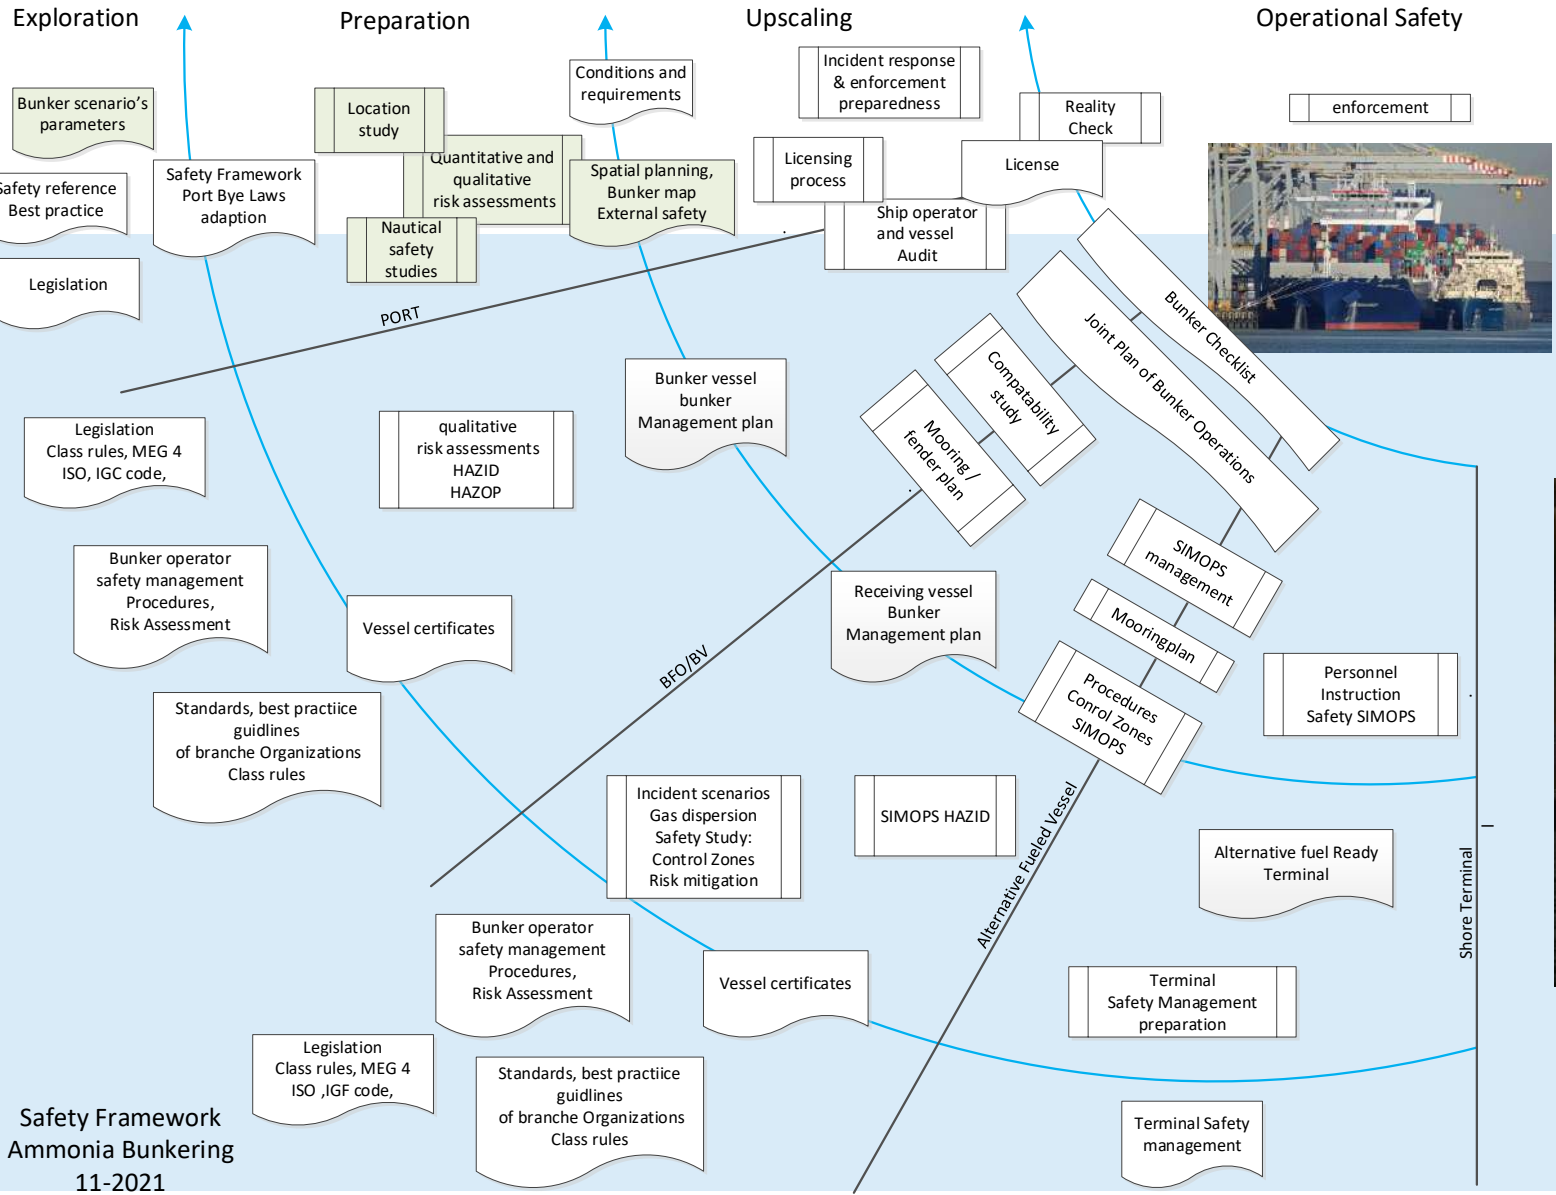 Exploration
Preparation
Upscaling
Operational Safety
Bunker scenario's
parameters
Safety reference
Best practice
Legislation
Safety Framework
Port Bye Laws
adaption
Location
study
Quantitative and
qualitative
risk assessments
Nautical
safety
studies
Conditions and
requirements
Spatial planning,
Bunker map
External safety
Incident response
& enforcement
preparedness
Licensing
process
Ship operator
and vessel
Audit
Reality
Check
License
enforcement
PORT
Bunker Checklist
Joint Plan of Bunker Operations
Compatability
study
Mooring /
fender plan
Legislation
Class rules, MEG 4
ISO, IGC code,
qualitative
risk assessments
HAZID
HAZOP
Bunker vessel
bunker
Management plan
Bunker operator
safety management
Procedures,
Risk Assessment
Vessel certificates
Standards, best practiice
guidlines
of branche Organizations
Class rules
BFO/BV
Receiving vessel
Bunker
Management plan
SIMOPS
management
Mooringplan
Procedures
Conrol Zones
SIMOPS
Personnel
Instruction
Safety SIMOPS
Incident scenarios
Gas dispersion
Safety Study:
Control Zones
Risk mitigation
SIMOPS HAZID
Alternative Fueled Vessel
Alternative fuel Ready
Terminal
Shore Terminal
Bunker operator
safety management
Procedures,
Risk Assessment
Vessel certificates
Terminal
Safety Management
preparation
Legislation
Class rules, MEG 4
ISO ,IGF code,
Standards, best practiice
guidlines
of branche Organizations
Class rules
Terminal Safety
management
Safety Framework
Ammonia Bunkering
11-2021